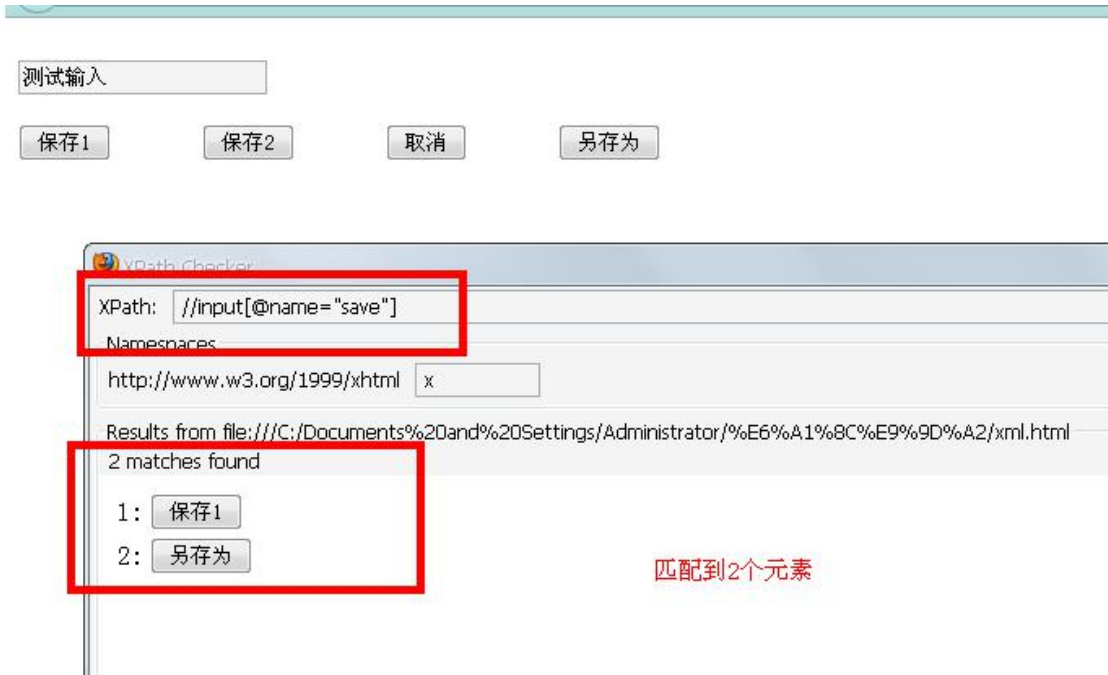 测试输入
保存1 保存2 取消 另存为
XPath Checker
XPath: //input[@name="save"]
Namespaces
http://www.w3.org/1999/xhtml x
Results from file:///C:/Documents%20and%20Settings/Administrator/%E6%A1%8C%E9%9D%A2/xml.html
2 matches found
1: 保存1
2: 另存为
匹配到2个元素